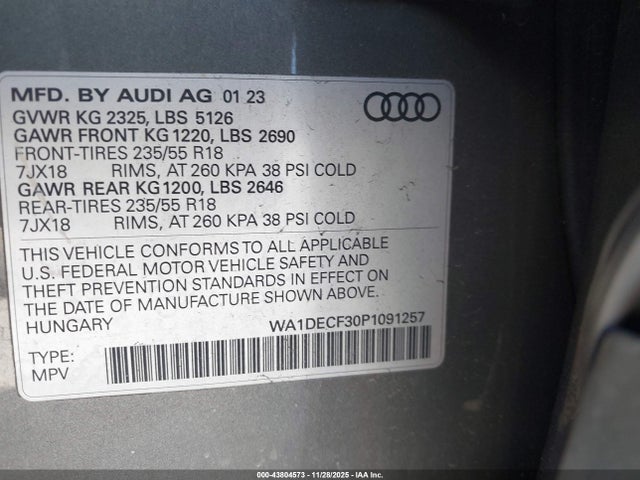 MFD. BY AUDI AG 01 23
GVWR KG 2325, LBS 5126
GAWR FRONT KG 1220, LBS 2690
FRONT-TIRES 235/55 R18
7JX18 RIMS, AT 260 KPA 38 PSI COLD
GAWR REAR KG 1200, LBS 2646
REAR-TIRES 235/55 R18
7JX18 RIMS, AT 260 KPA 38 PSI COLD
THIS VEHICLE CONFORMS TO ALL APPLICABLE
U.S. FEDERAL MOTOR VEHICLE SAFETY AND
THEFT PREVENTION STANDARDS IN EFFECT ON
THE DATE OF MANUFACTURE SHOWN ABOVE.
HUNGARY WA1DECF30P1091257
TYPE:
MPV
000-43804573 | 11/28/2025 | IAA Inc.